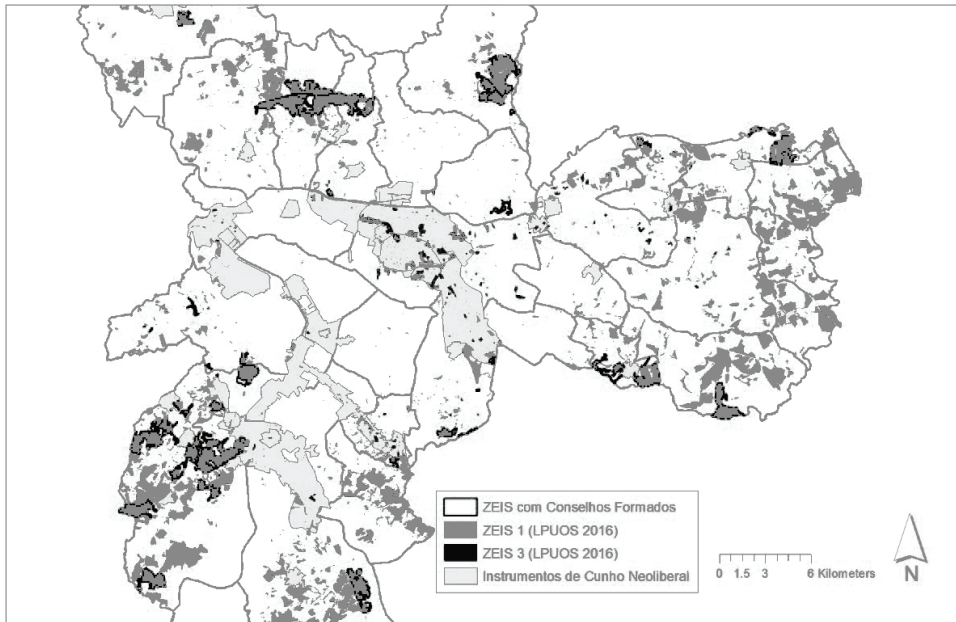 ZEIS com Conselhos Formados
ZEIS 1 (LPUOS 2016)
ZEIS 3 (LPUOS 2016)
Instrumentos de Cunho Neoliberal
0 1.5 3 6 Kilometers
N